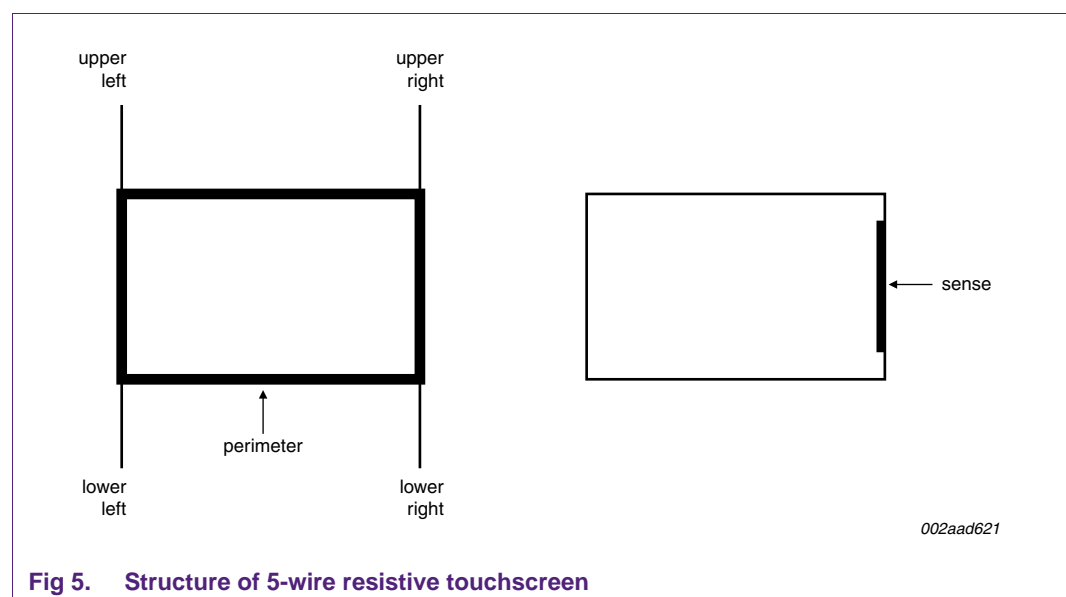 upper
left
upper
right
sense
perimeter
lower
left
lower
right
002aad621
Fig 5. Structure of 5-wire resistive touchscreen